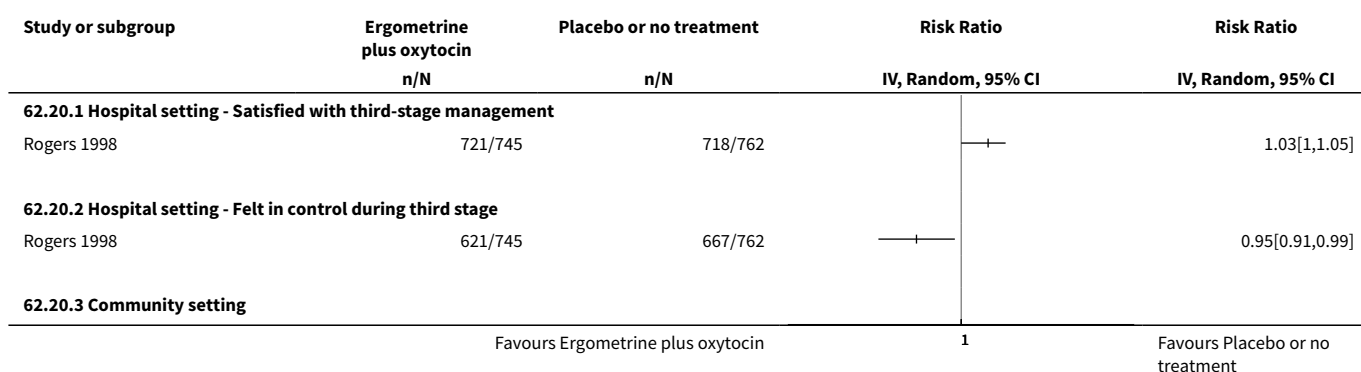 Study or subgroup Ergometrine plus oxytocin Placebo or no treatment Risk Ratio Risk Ratio
n/N n/N IV, Random, 95% CI IV, Random, 95% CI
62.20.1 Hospital setting - Satisfied with third-stage management
Rogers 1998 721/745 718/762 1.03[1,1.05]
62.20.2 Hospital setting - Felt in control during third stage
Rogers 1998 621/745 667/762 0.95[0.91,0.99]
62.20.3 Community setting
Favours Ergometrine plus oxytocin 1 Favours Placebo or no treatment